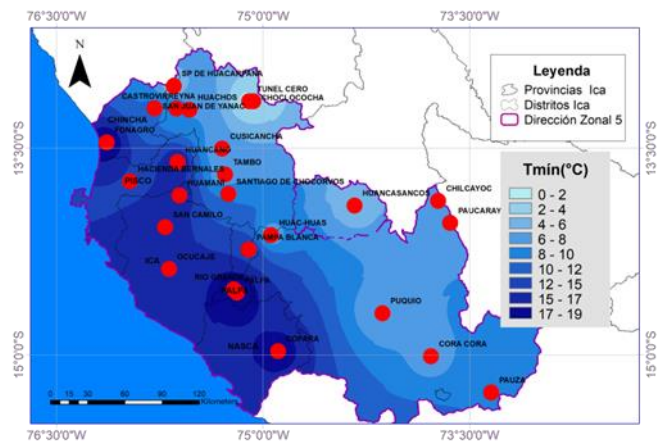 76°30'0"W 75°00'0"W 73°30'0"W
N
SP DE HUACARPANA
TUNEL CERO
CHOCLOCOCHA
CASTROVIRREYNA
HUACHOS
SAN JUAN DE YANAC
CHINCHA
FONAGRO
CUSICANCHA
HUANCANO
TAMBO
HACIENDA BERNALES
PISCO
HUAMANI
SANTIAGO DE CHOCORVOS
HUANCASANCOS
CHILCAYOC
PAUCARAY
SAN CAMILO
HUAC-HUAS
PAMPA BLANCA
ICA
OCUCAJE
RIO GRANDE
PALPA
PALPA
PUQUIO
NASCA
COPARA
CORA CORA
PAUZA
Leyenda
Provincias Ica
Distritos Ica
Dirección Zonal 5
Tmín(°C)
0 - 2
2 - 4
4 - 6
6 - 8
8 - 10
10 - 12
12 - 15
15 - 17
17 - 19
13°30'0"S 13°30'0"S
15°00'0"S 15°00'0"S
0 15 30 60 90 120
Kilometers
76°30'0"W 75°00'0"W 73°30'0"W